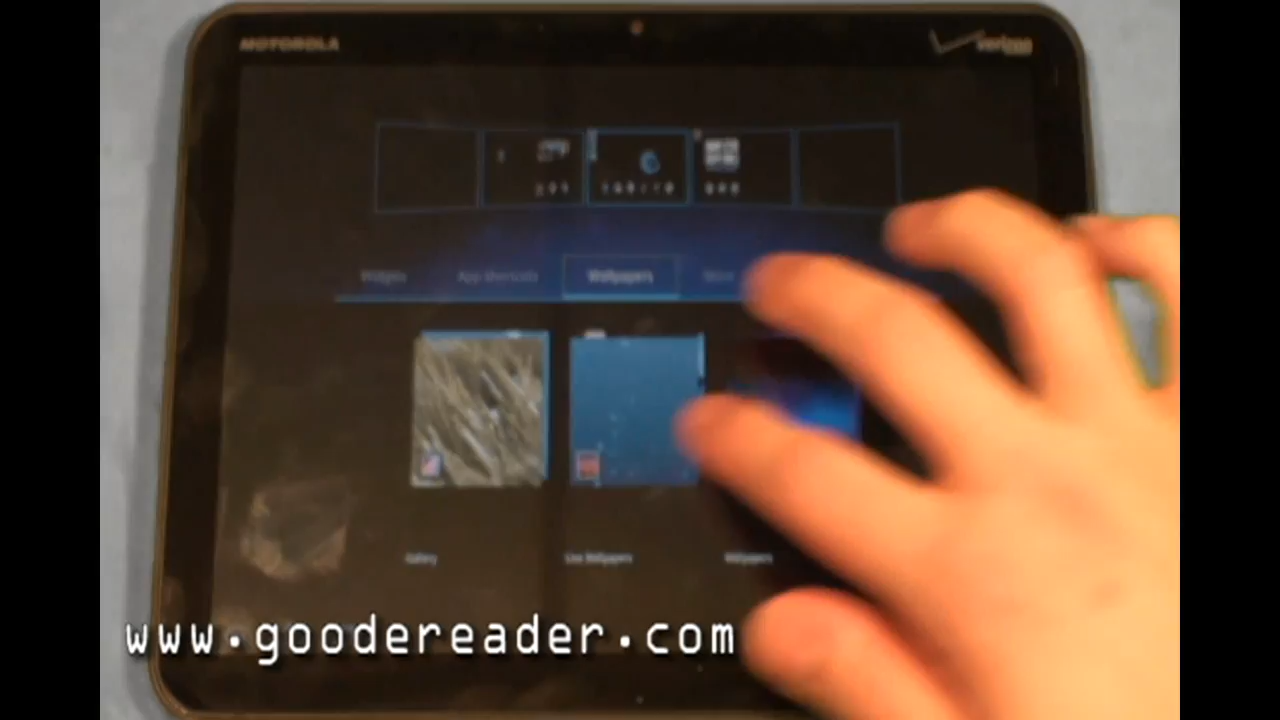 MOTOROLA
verizon
Widgets App shortcuts Wallpapers More
Gallery Live Wallpapers Wallpapers
www.goodereader.com